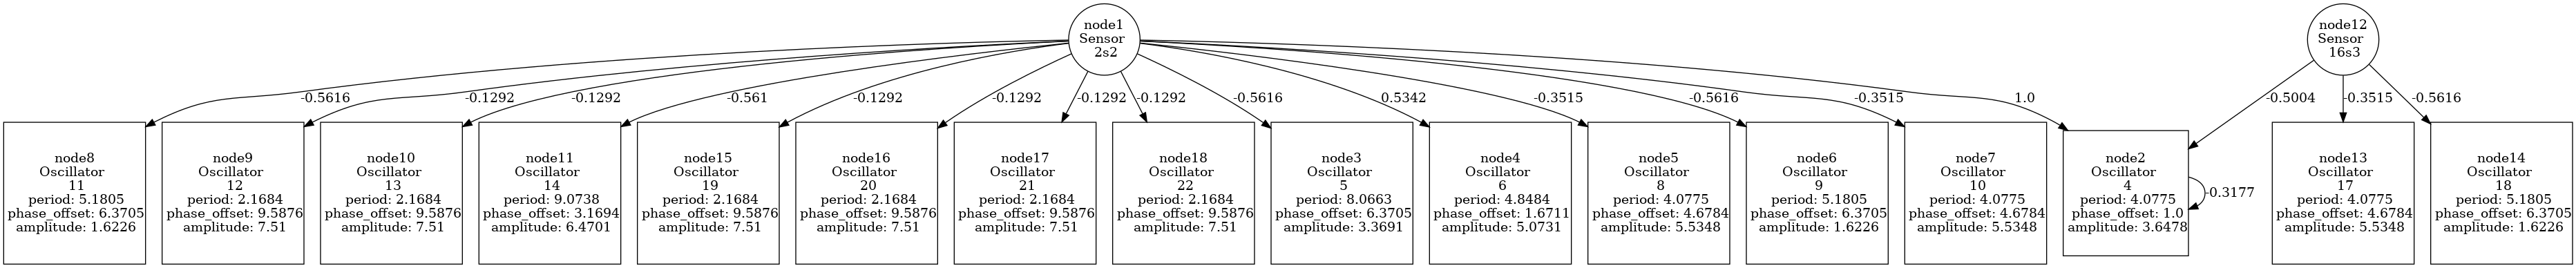 node1
Sensor
2s2
node12
Sensor
16s3
-0.5616
-0.1292
-0.1292
-0.561
-0.1292
-0.1292
-0.1292
-0.1292
-0.5616
0.5342
-0.3515
-0.5616
-0.3515
1.0
-0.5004
-0.3515
-0.5616
node8
Oscillator
11
period: 5.1805
phase_offset: 6.3705
amplitude: 1.6226
node9
Oscillator
12
period: 2.1684
phase_offset: 9.5876
amplitude: 7.51
node10
Oscillator
13
period: 2.1684
phase_offset: 9.5876
amplitude: 7.51
node11
Oscillator
14
period: 9.0738
phase_offset: 3.1694
amplitude: 6.4701
node15
Oscillator
19
period: 2.1684
phase_offset: 9.5876
amplitude: 7.51
node16
Oscillator
20
period: 2.1684
phase_offset: 9.5876
amplitude: 7.51
node17
Oscillator
21
period: 2.1684
phase_offset: 9.5876
amplitude: 7.51
node18
Oscillator
22
period: 2.1684
phase_offset: 9.5876
amplitude: 7.51
node3
Oscillator
5
period: 8.0663
phase_offset: 6.3705
amplitude: 3.3691
node4
Oscillator
6
period: 4.8484
phase_offset: 1.6711
amplitude: 5.0731
node5
Oscillator
8
period: 4.0775
phase_offset: 4.6784
amplitude: 5.5348
node6
Oscillator
9
period: 5.1805
phase_offset: 6.3705
amplitude: 1.6226
node7
Oscillator
10
period: 4.0775
phase_offset: 4.6784
amplitude: 5.5348
node2
Oscillator
4
period: 4.0775
phase_offset: 1.0
amplitude: 3.6478
-0.3177
node13
Oscillator
17
period: 4.0775
phase_offset: 4.6784
amplitude: 5.5348
node14
Oscillator
18
period: 5.1805
phase_offset: 6.3705
amplitude: 1.6226